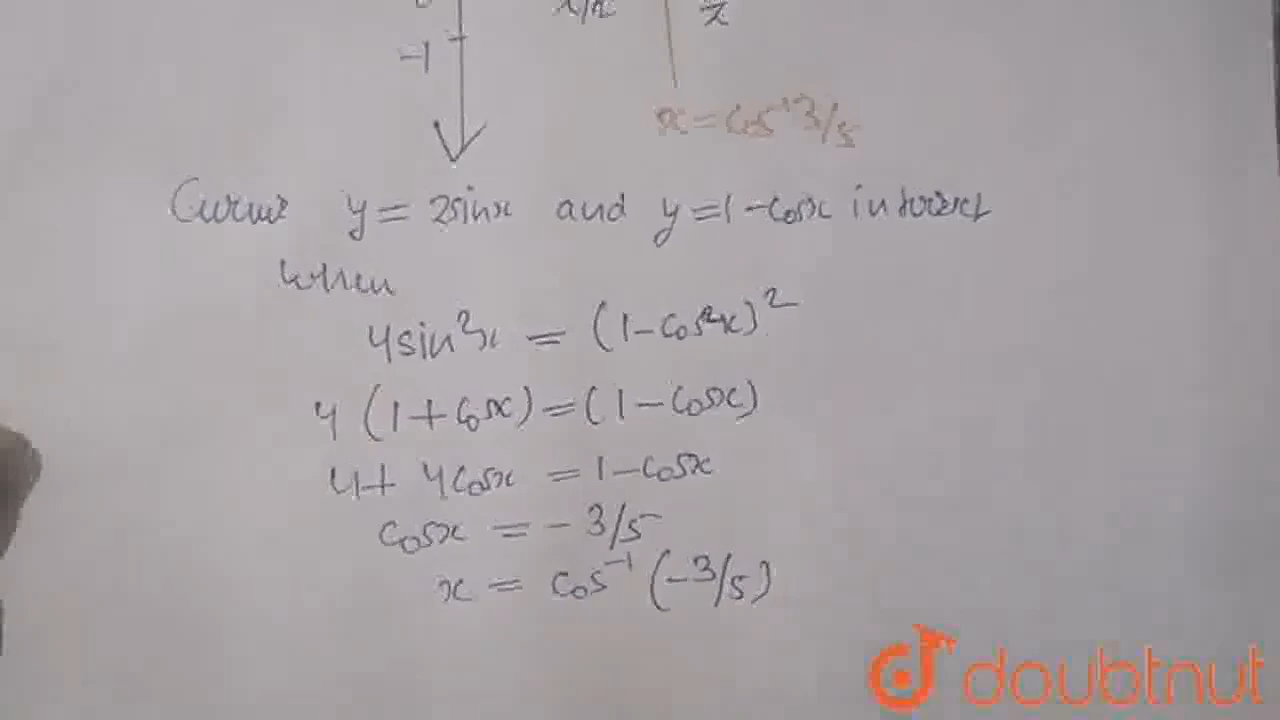 -1
π
x = cos⁻¹3/5
Curve y = 2sinx and y = 1 - cosx intersect
when
4sin²x = (1 - cos²x)²
4(1 + cosx) = (1 - cosx)
4 + 4cosx = 1 - cosx
cosx = - 3/5
x = cos⁻¹(-3/5)
doubtnut